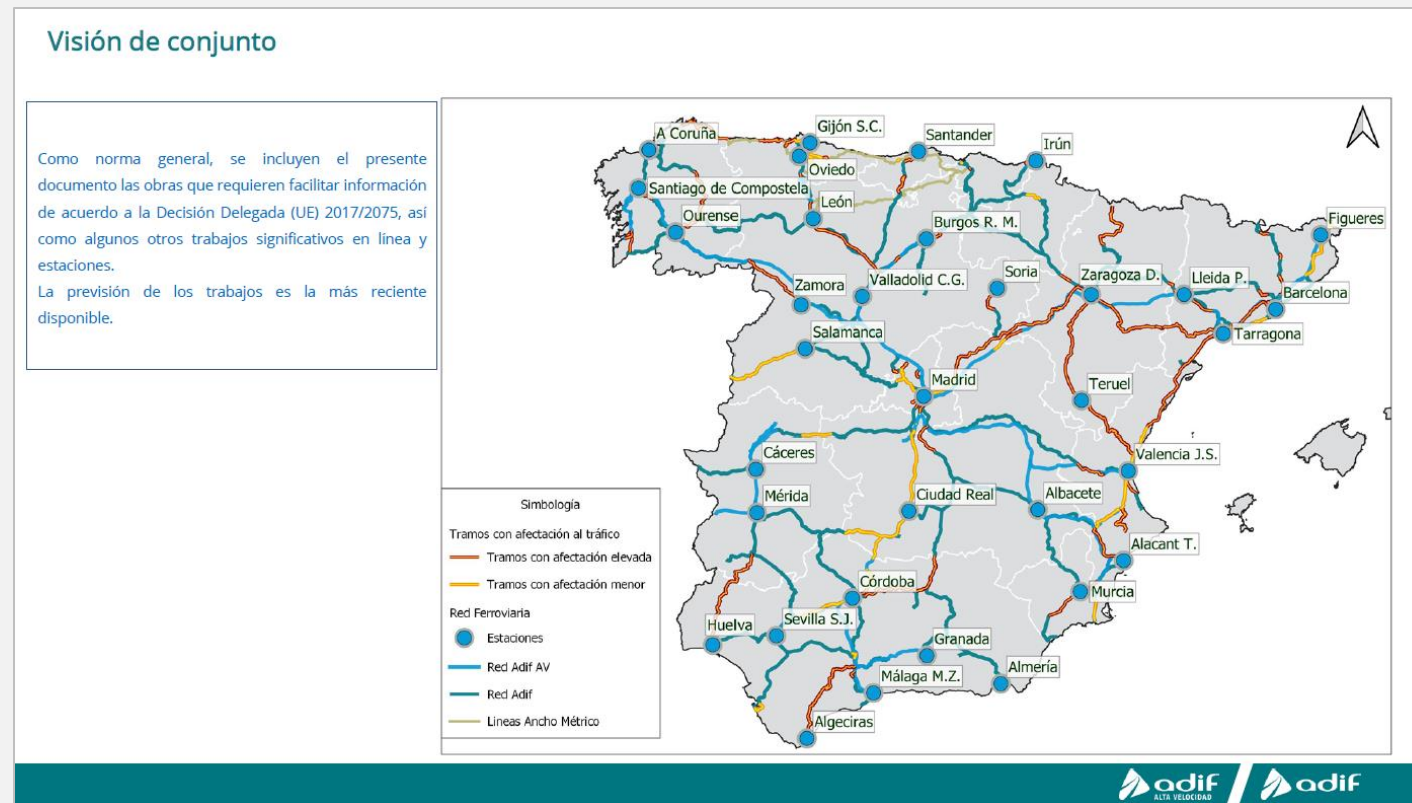 Visión de conjunto
Como norma general, se incluyen el presente
documento las obras que requieren facilitar información
de acuerdo a la Decisión Delegada (UE) 2017/2075, así
como algunos otros trabajos significativos en línea y
estaciones.
La previsión de los trabajos es la más reciente
disponible.
A Coruña
Gijón S.C.
Santander
Irún
Oviedo
Santiago de Compostela
León
Ourense
Burgos R. M.
Figueres
Zamora
Valladolid C.G.
Soria
Zaragoza D.
Lleida P.
Barcelona
Salamanca
Tarragona
Madrid
Teruel
Cáceres
Valencia J.S.
Mérida
Ciudad Real
Albacete
Alacant T.
Córdoba
Murcia
Huelva
Sevilla S.J.
Granada
Málaga M.Z.
Almería
Algeciras
Simbología
Tramos con afectación al tráfico
Tramos con afectación elevada
Tramos con afectación menor
Red Ferroviaria
Estaciones
Red Adif AV
Red Adif
Lineas Ancho Métrico
adif
ALTA VELOCIDAD
adif